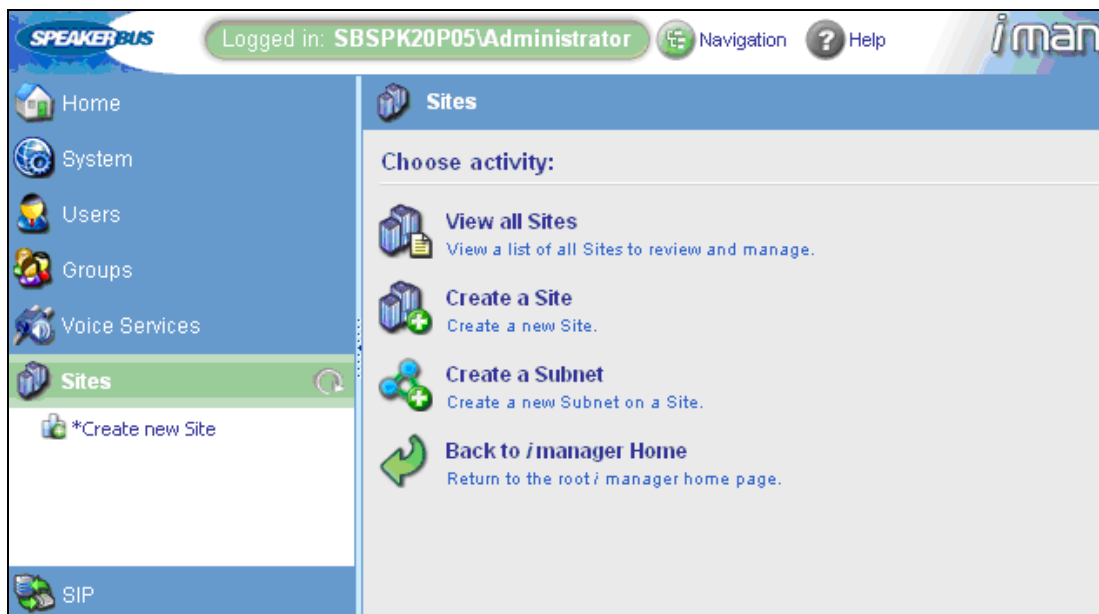 SPEAKERBUS
Logged in: SBSPK20P05\Administrator
Navigation
? Help
i man
Home
System
Users
Groups
Voice Services
Sites
*Create new Site
SIP
Sites
Choose activity:
View all Sites
View a list of all Sites to review and manage.
Create a Site
Create a new Site.
Create a Subnet
Create a new Subnet on a Site.
Back to i manager Home
Return to the root i manager home page.